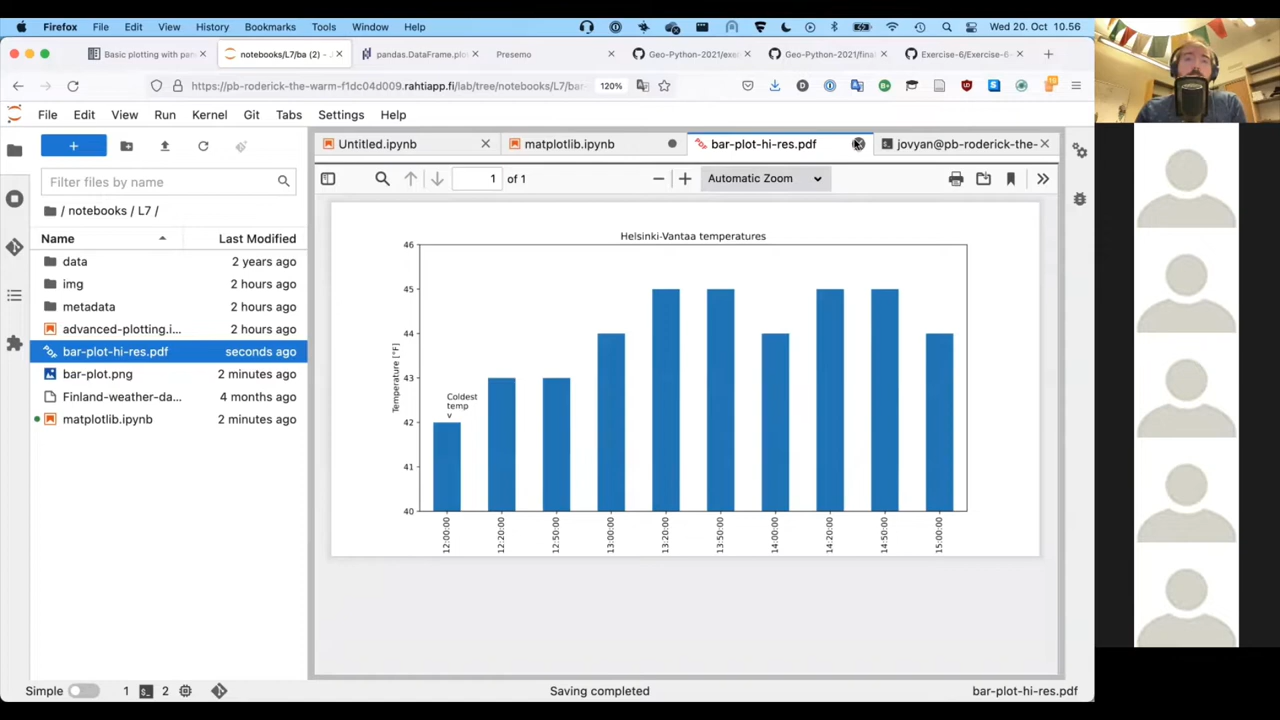 Firefox File Edit View History Bookmarks Tools Window Help Wed 20. Oct 10.56
Basic plotting with pan
notebooks/L7/ba (2) - J
pandas.DataFrame.plo
Presemo
Geo-Python-2021/exe
Geo-Python-2021/fina
Exercise-6/Exercise-6-
https://pb-roderick-the-warm-f1dc04d009.rahtiapp.fi/lab/tree/notebooks/L7/bar- 120%
File Edit View Run Kernel Git Tabs Settings Help
Untitled.ipynb
matplotlib.ipynb
bar-plot-hi-res.pdf
jovyan@pb-roderick-the-
1 of 1
Automatic Zoom
Filter files by name
/ notebooks / L7 /
Name Last Modified
data 2 years ago
img 2 hours ago
metadata 2 hours ago
advanced-plotting.i... 2 hours ago
bar-plot-hi-res.pdf seconds ago
bar-plot.png 2 minutes ago
Finland-weather-da... 4 months ago
matplotlib.ipynb 2 minutes ago
Helsinki-Vantaa temperatures
46
45
44
43
42
41
40
Temperature [°F]
Coldest
temp
v
12:00:00
12:20:00
12:50:00
13:00:00
13:20:00
13:50:00
14:00:00
14:20:00
14:50:00
15:00:00
Simple 1 2 Saving completed bar-plot-hi-res.pdf